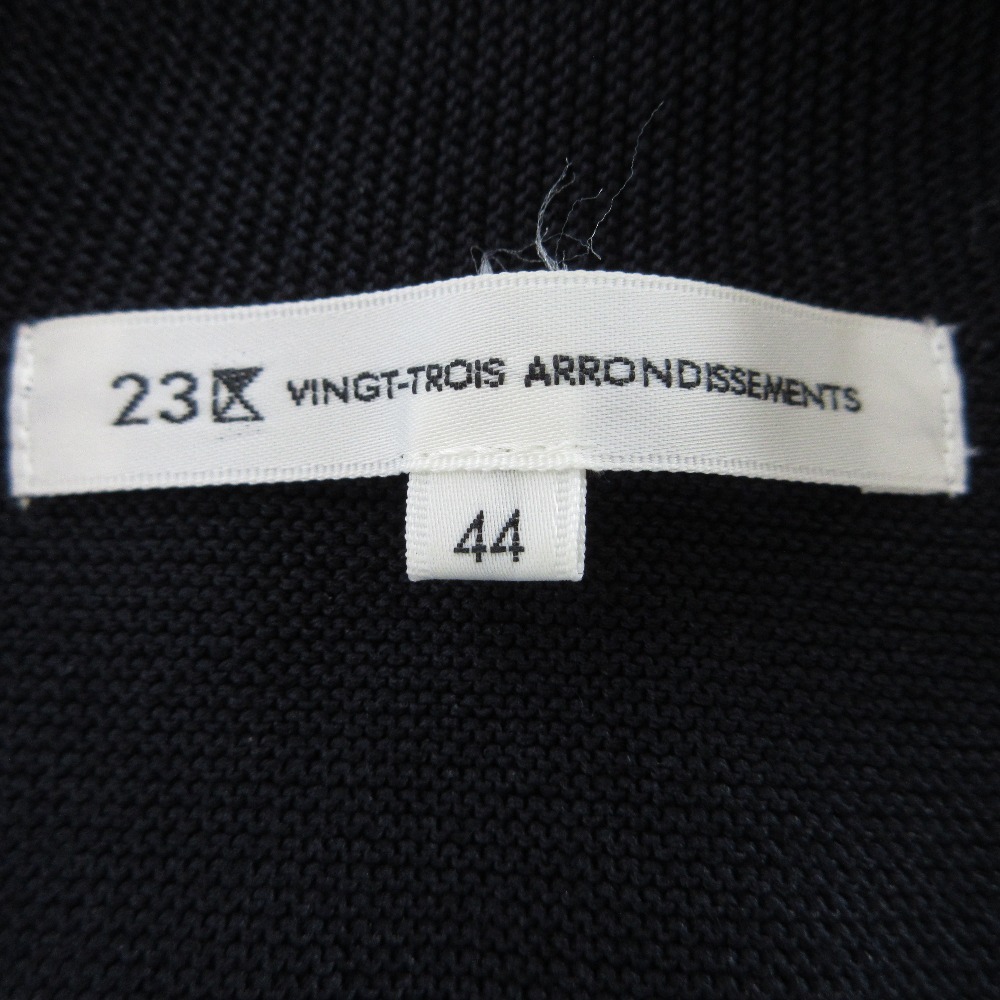 23区 VINGT-TROIS ARRONDISSEMENTS
44